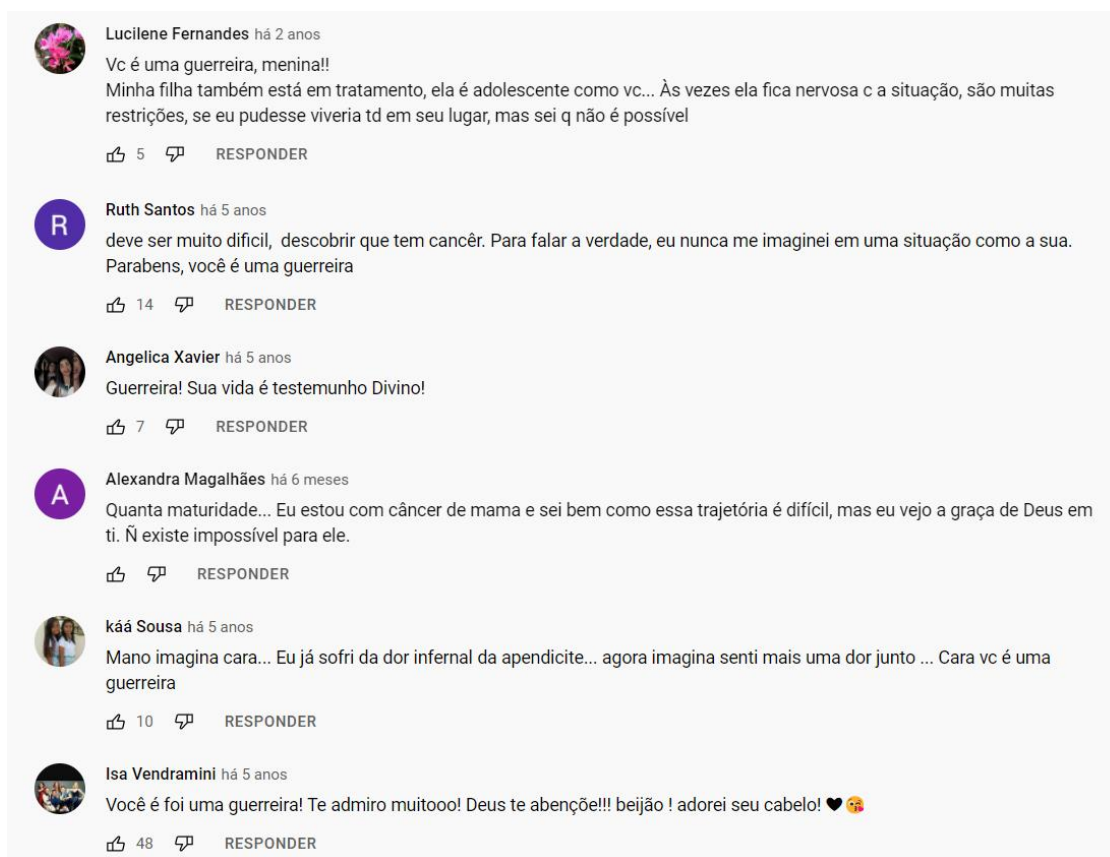 Lucilene Fernandes há 2 anos
Vc é uma guerreira, menina!!
Minha filha também está em tratamento, ela é adolescente como vc... Às vezes ela fica nervosa c a situação, são muitas
restrições, se eu pudesse viveria td em seu lugar, mas sei q não é possível
5 RESPONDER
R
Ruth Santos há 5 anos
deve ser muito dificil, descobrir que tem cancêr. Para falar a verdade, eu nunca me imaginei em uma situação como a sua.
Parabens, você é uma guerreira
14 RESPONDER
Angelica Xavier há 5 anos
Guerreira! Sua vida é testemunho Divino!
7 RESPONDER
A
Alexandra Magalhães há 6 meses
Quanta maturidade... Eu estou com câncer de mama e sei bem como essa trajetória é difícil, mas eu vejo a graça de Deus em
ti. Ñ existe impossível para ele.
RESPONDER
káá Sousa há 5 anos
Mano imagina cara... Eu já sofri da dor infernal da apendicite... agora imagina senti mais uma dor junto ... Cara vc é uma
guerreira
10 RESPONDER
Isa Vendramini há 5 anos
Você é foi uma guerreira! Te admiro muitooo! Deus te abençõe!!! beijão ! adorei seu cabelo! 🖤😘
48 RESPONDER